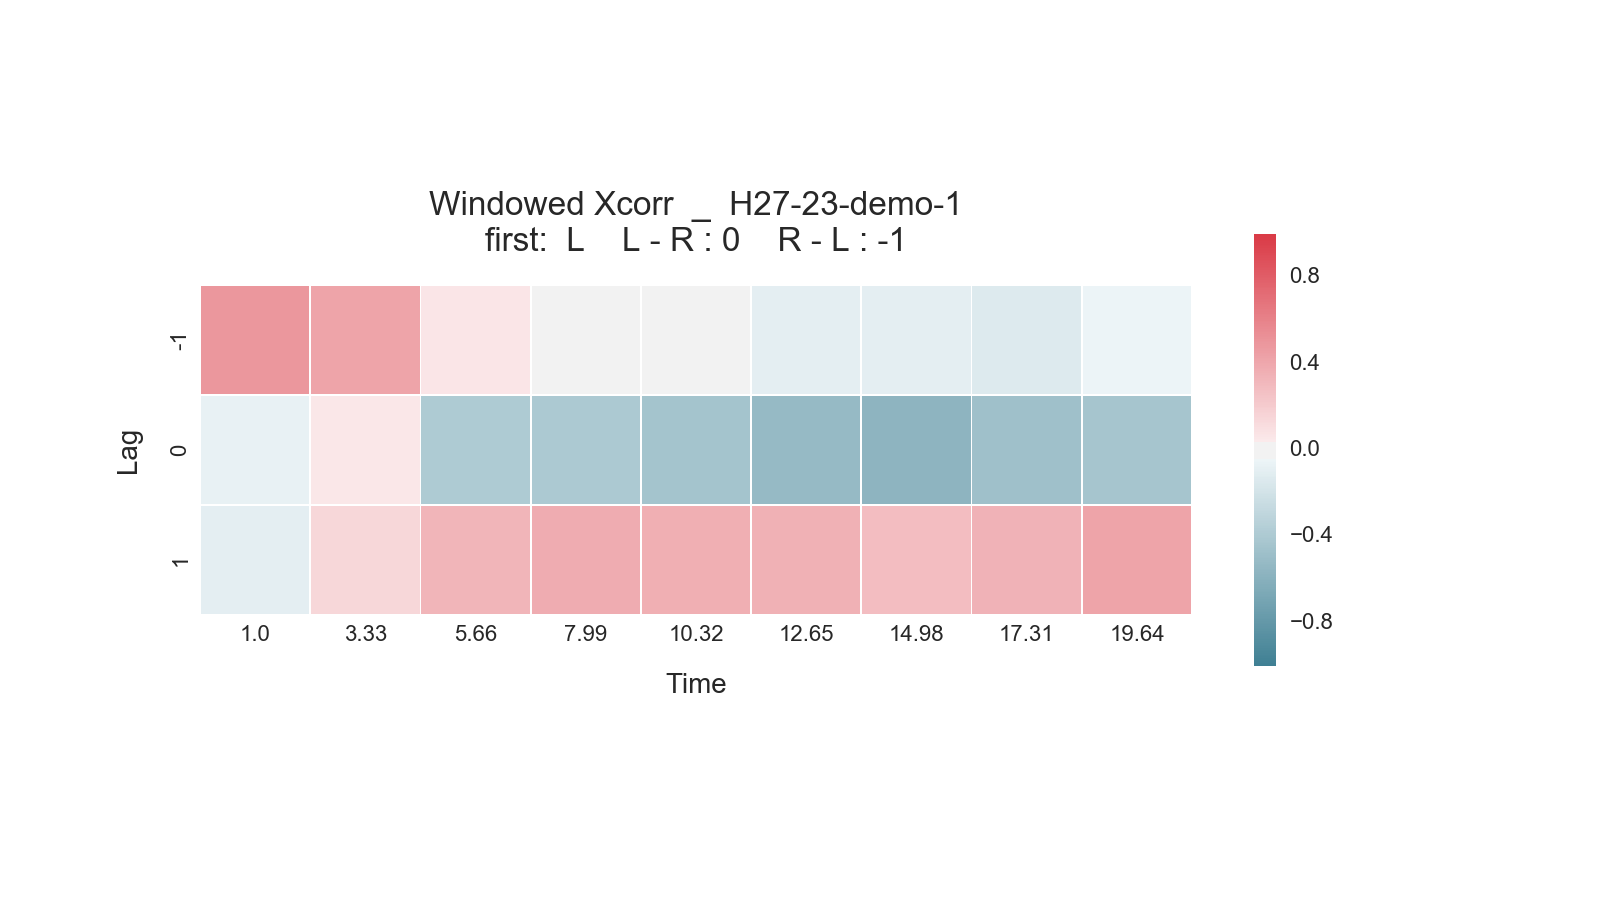 Windowed Xcorr _ H27-23-demo-1
first: L L - R : 0 R - L : -1
Lag
-1
0
1
1.0 3.33 5.66 7.99 10.32 12.65 14.98 17.31 19.64
Time
0.8
0.4
0.0
−0.4
−0.8